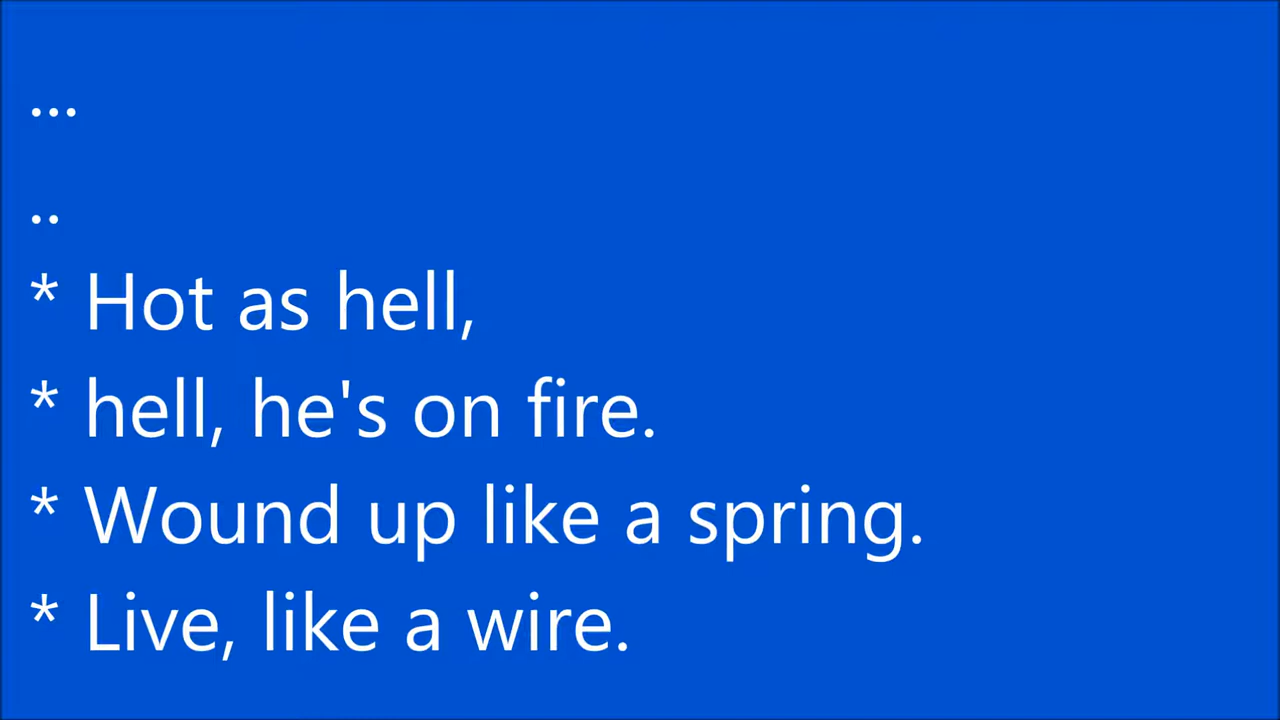 ...
..
* Hot as hell,
* hell, he's on fire.
* Wound up like a spring.
* Live, like a wire.